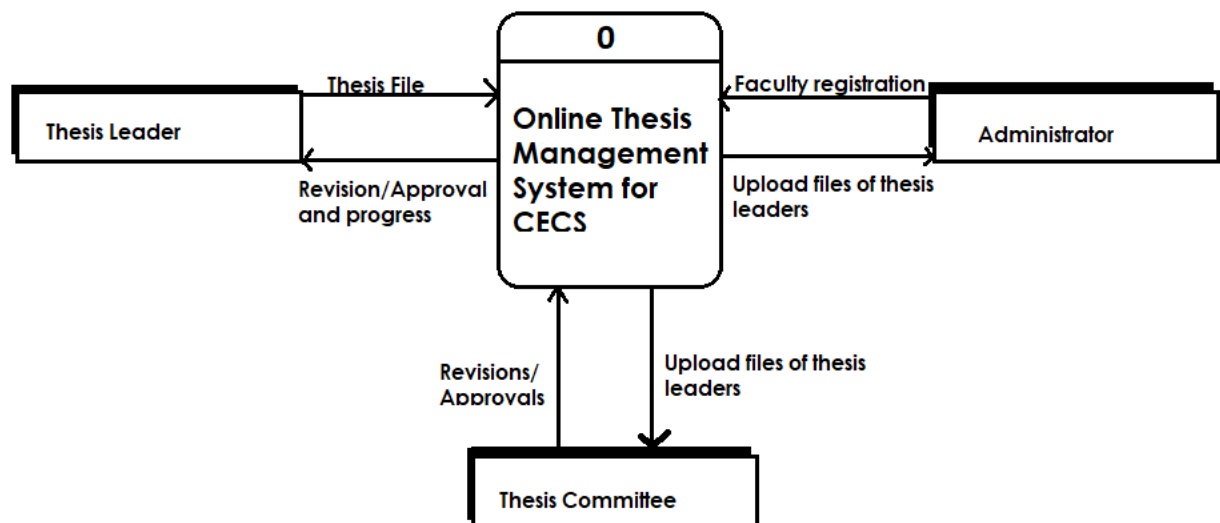 0
Thesis File
Faculty registration
Thesis Leader
Online Thesis
Management
System for
CECS
Administrator
Revision/Approval
and progress
Upload files of thesis
leaders
Revisions/
Approvals
Upload files of thesis
leaders
Thesis Committee